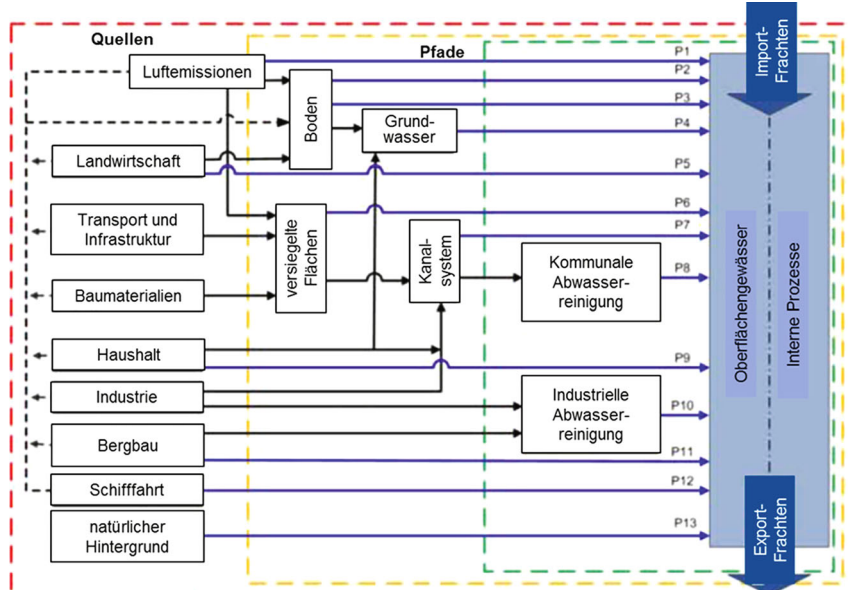 Quellen
Pfade
Luftemissionen
Landwirtschaft
Transport und
Infrastruktur
Baumaterialien
Haushalt
Industrie
Bergbau
Schifffahrt
natürlicher
Hintergrund
Boden
Grund-
wasser
versiegelte
Flächen
Kanal-
system
Kommunale
Abwasser-
reinigung
Industrielle
Abwasser-
reinigung
P1
P2
P3
P4
P5
P6
P7
P8
P9
P10
P11
P12
P13
Import-
Frachten
Oberflächengewässer
Interne Prozesse
Export-
Frachten